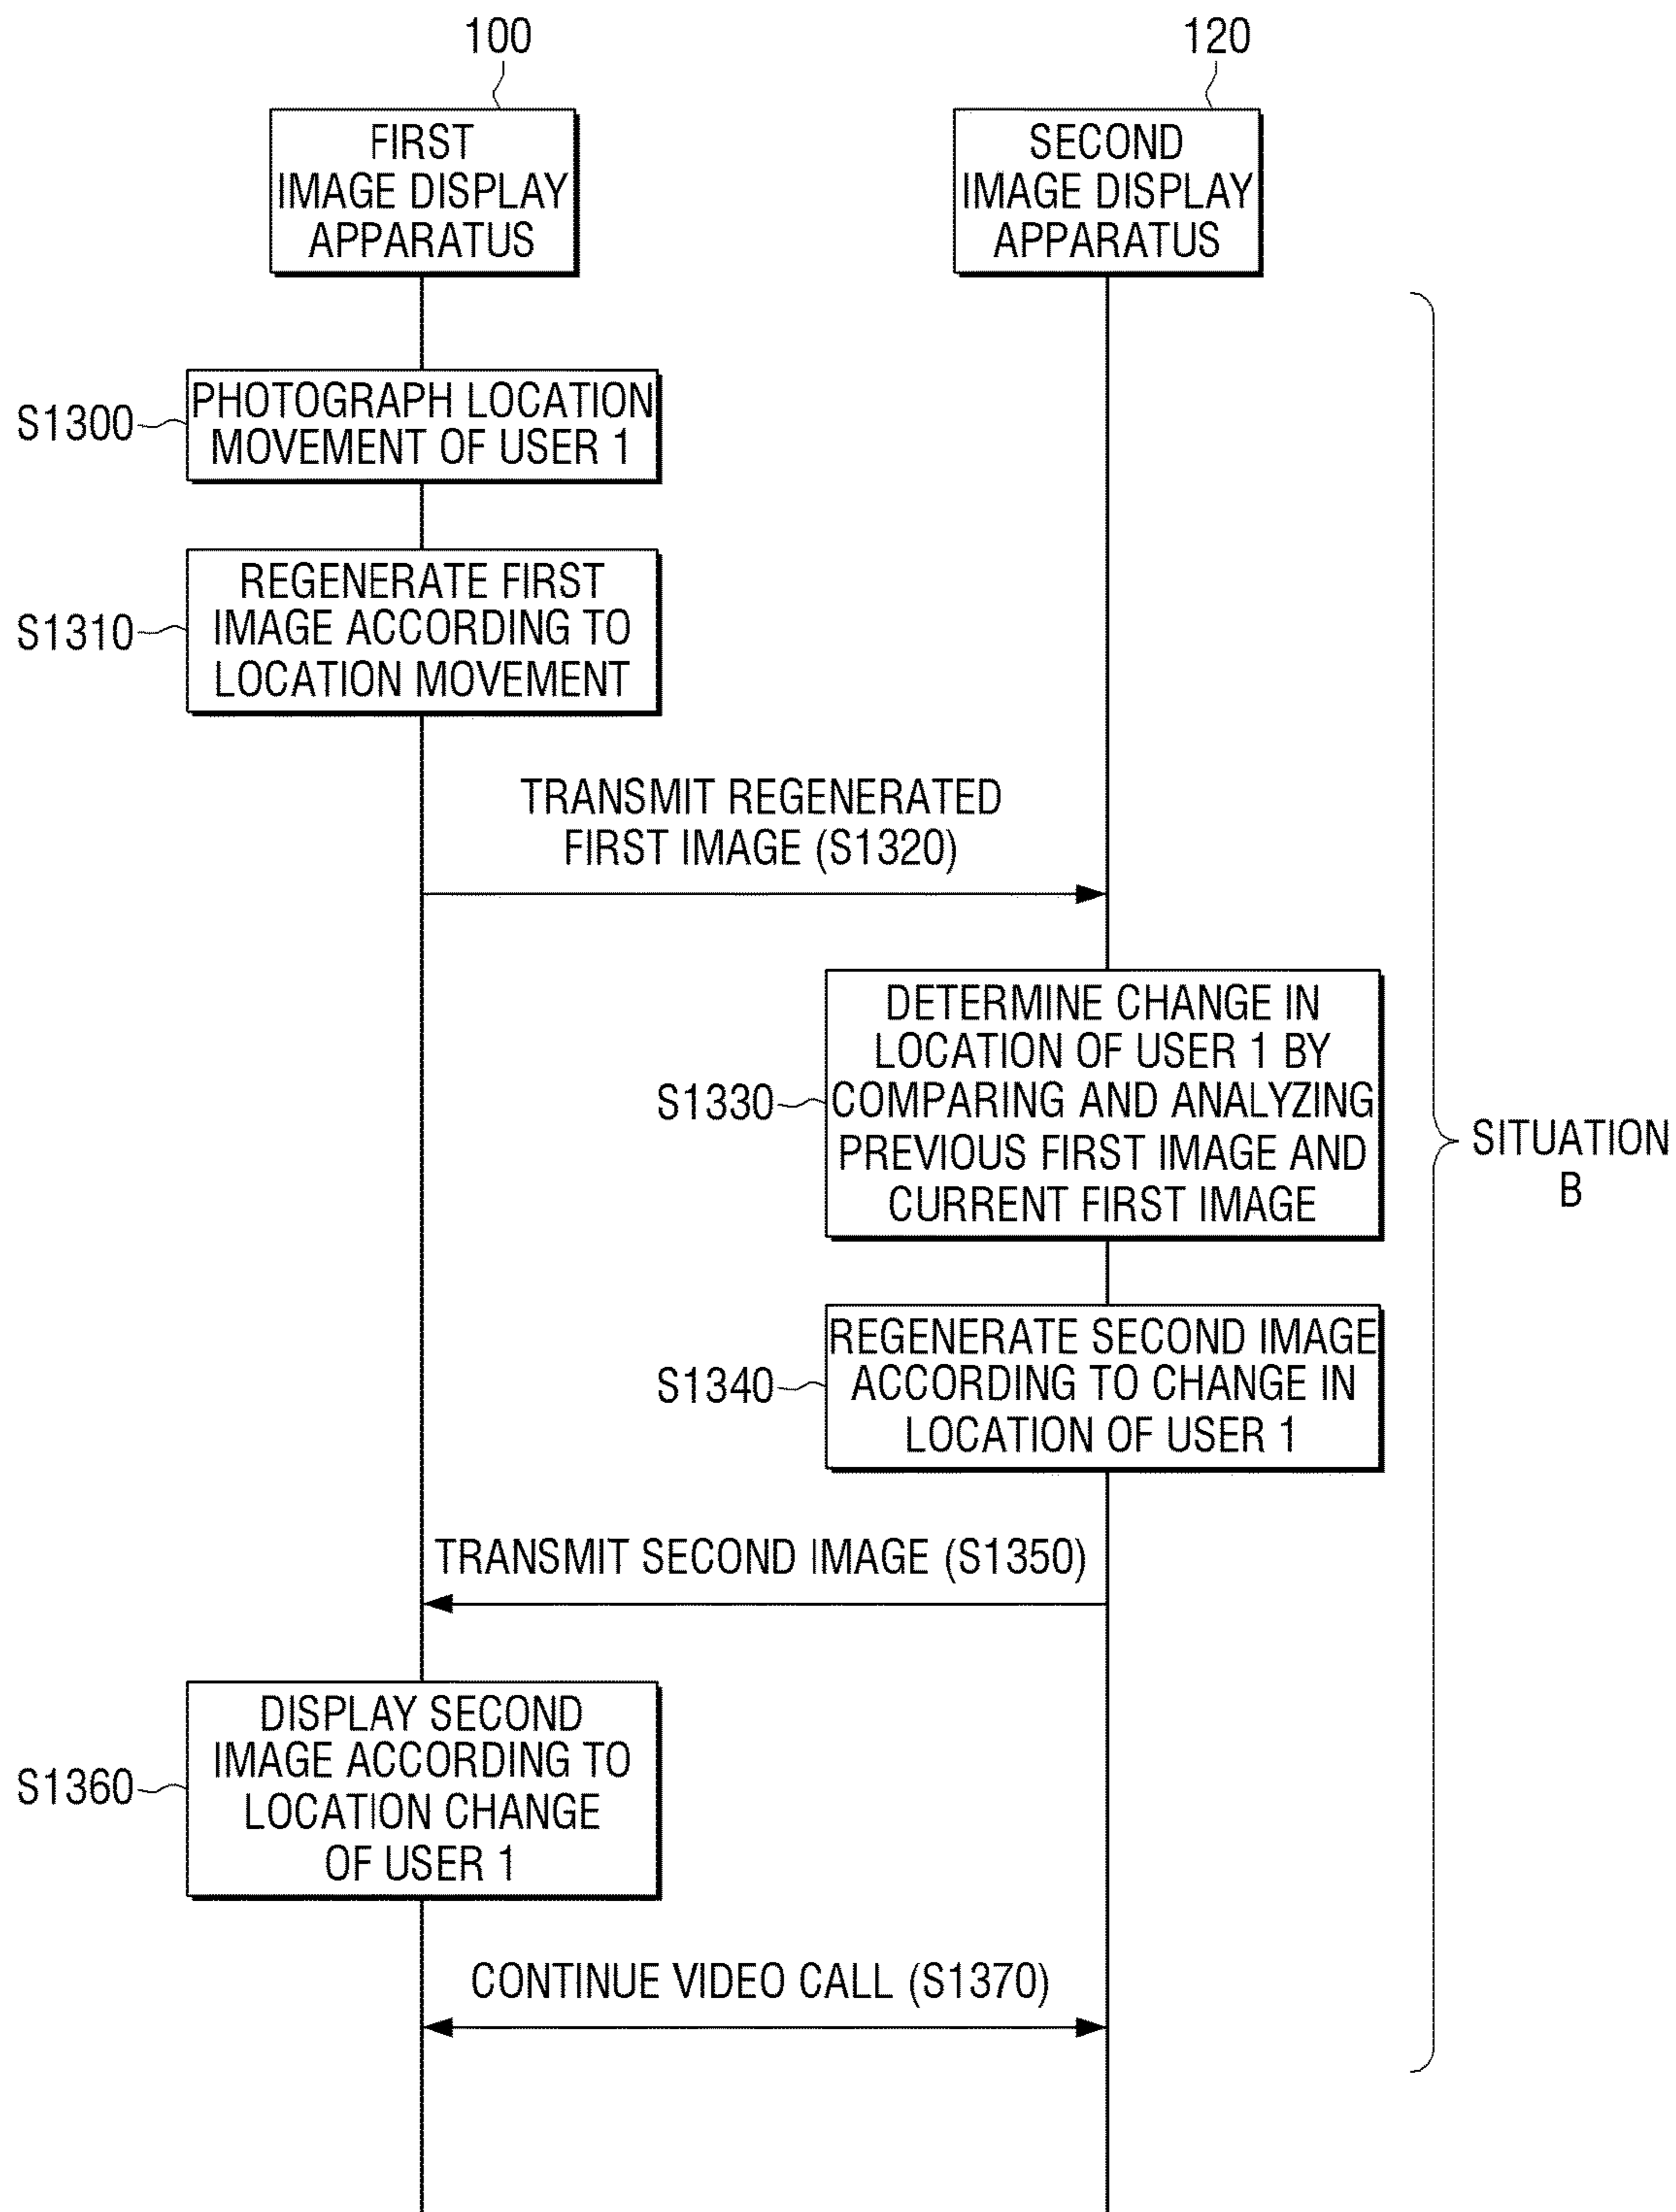 100
120
FIRST
IMAGE DISPLAY
APPARATUS
SECOND
IMAGE DISPLAY
APPARATUS
S1300
PHOTOGRAPH LOCATION
MOVEMENT OF USER 1
S1310
REGENERATE FIRST
IMAGE ACCORDING TO
LOCATION MOVEMENT
TRANSMIT REGENERATED
FIRST IMAGE (S1320)
S1330
DETERMINE CHANGE IN
LOCATION OF USER 1 BY
COMPARING AND ANALYZING
PREVIOUS FIRST IMAGE AND
CURRENT FIRST IMAGE
SITUATION
B
S1340
REGENERATE SECOND IMAGE
ACCORDING TO CHANGE IN
LOCATION OF USER 1
TRANSMIT SECOND IMAGE (S1350)
S1360
DISPLAY SECOND
IMAGE ACCORDING TO
LOCATION CHANGE
OF USER 1
CONTINUE VIDEO CALL (S1370)